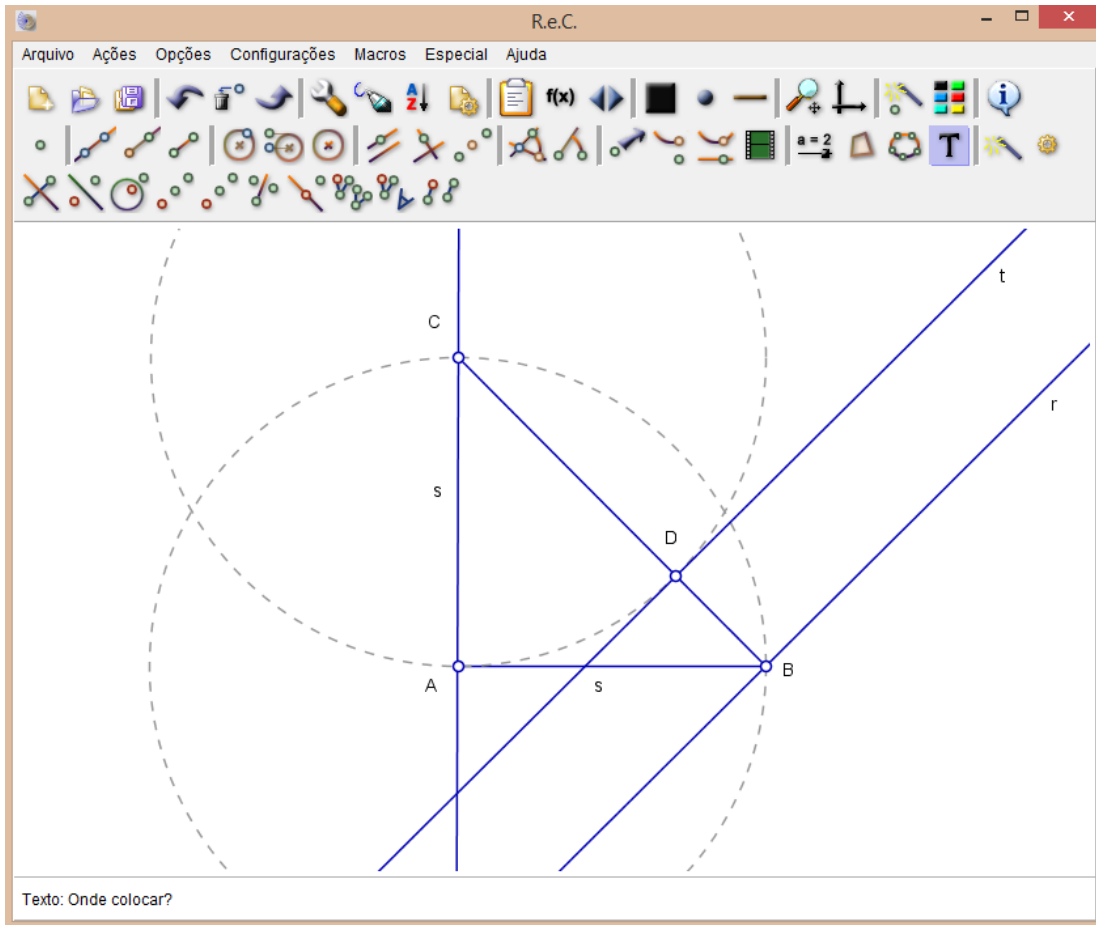 R.e.C.
Arquivo Ações Opções Configurações Macros Especial Ajuda
f(x)
a = 2
T
t
C
r
s
D
B
A
s
Texto: Onde colocar?